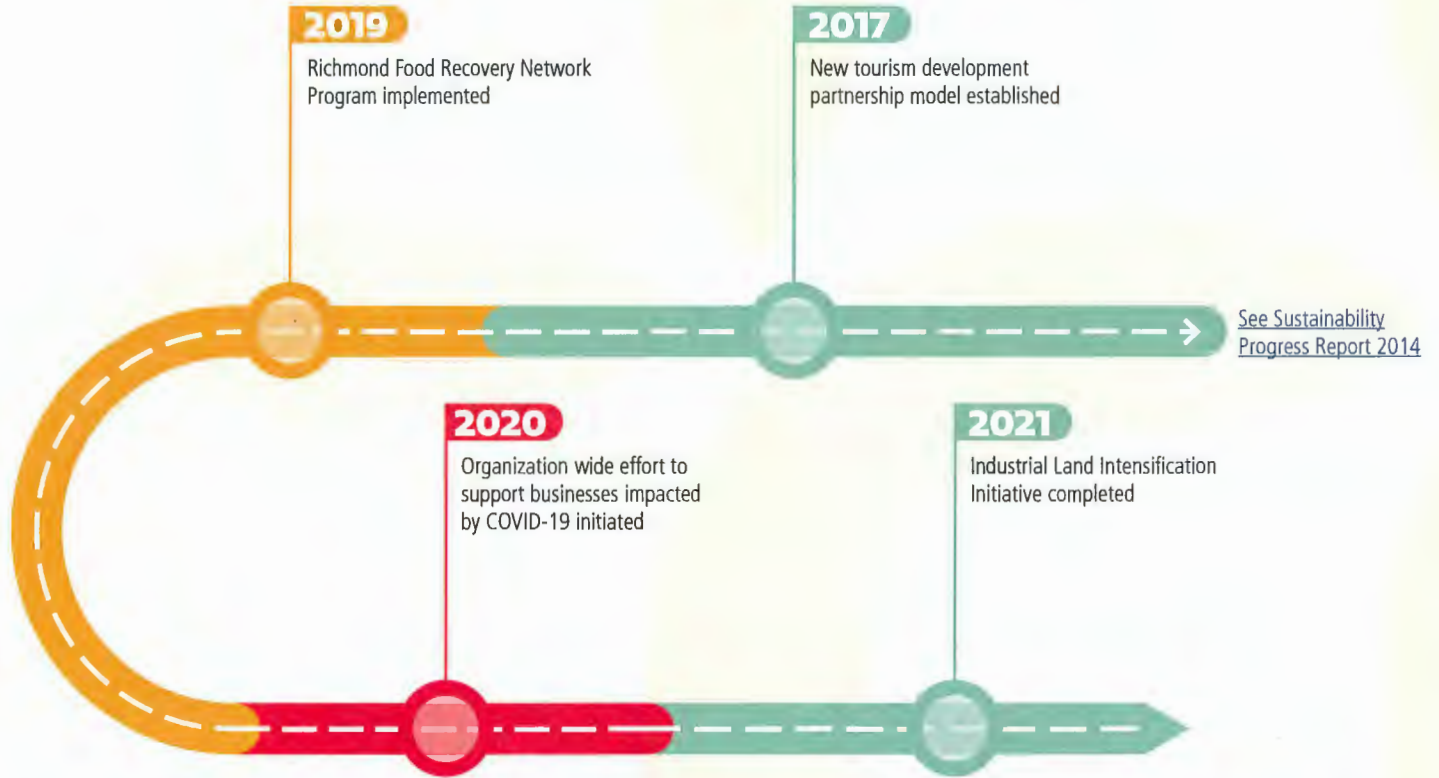 2019
Richmond Food Recovery Network
Program implemented
2017
New tourism development
partnership model established
See Sustainability
Progress Report 2014
2020
Organization wide effort to
support businesses impacted
by COVID-19 initiated
2021
Industrial Land Intensification
Initiative completed